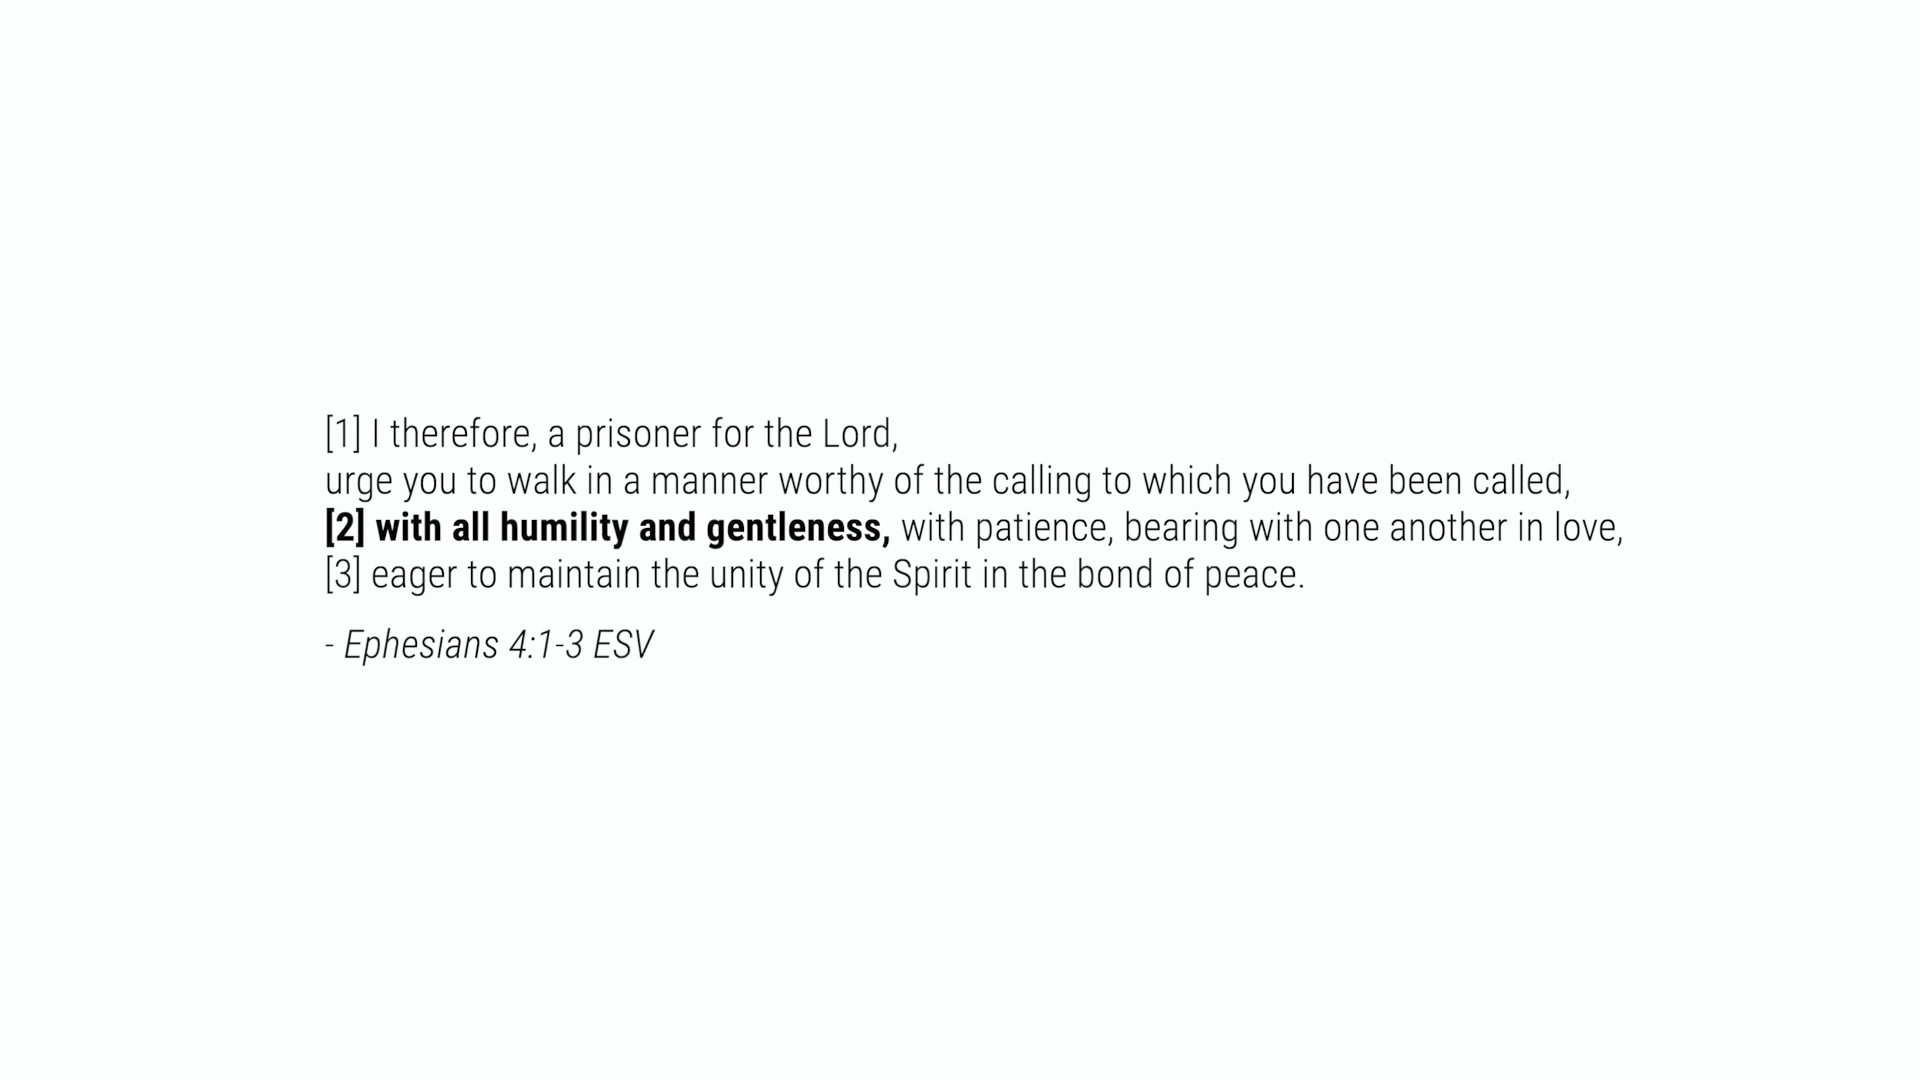 [1] I therefore, a prisoner for the Lord,
urge you to walk in a manner worthy of the calling to which you have been called,
[2] with all humility and gentleness, with patience, bearing with one another in love,
[3] eager to maintain the unity of the Spirit in the bond of peace.
- Ephesians 4:1-3 ESV